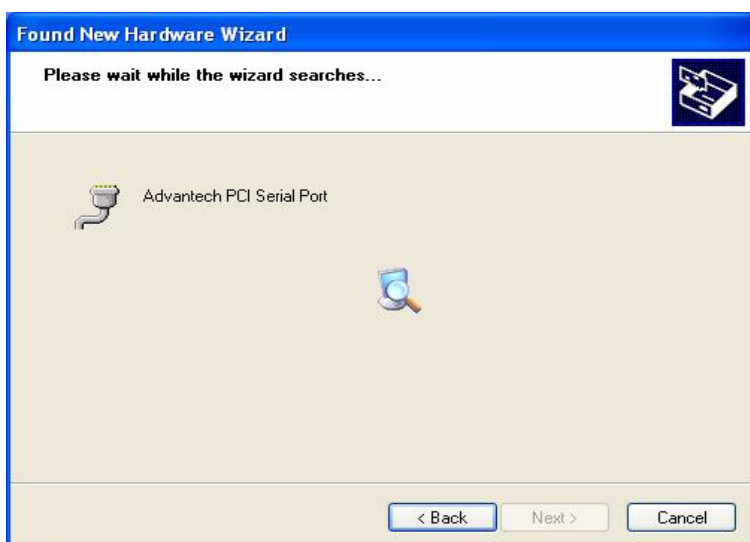 Found New Hardware Wizard
Please wait while the wizard searches...
Advantech PCI Serial Port
< Back
Next >
Cancel